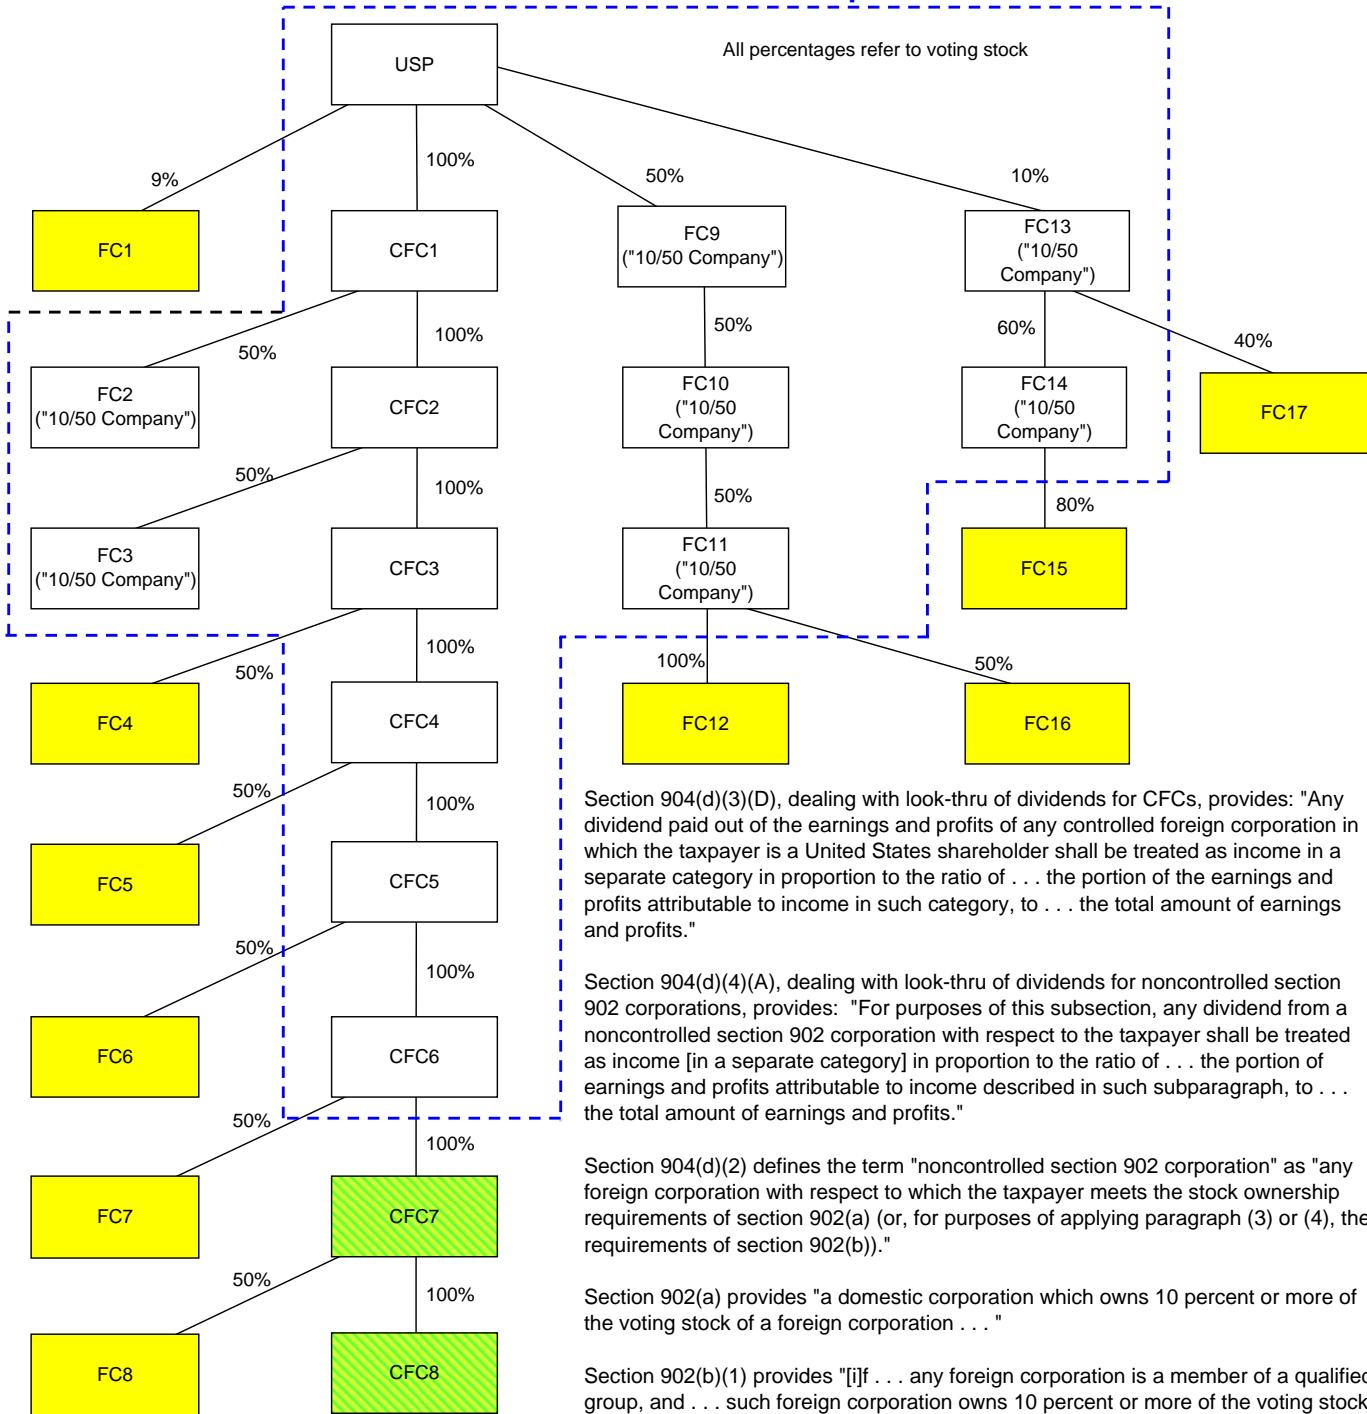 All percentages refer to voting stock
USP
9%
100%
50%
10%
FC1
CFC1
FC9
("10/50 Company")
FC13
("10/50
Company")
50%
100%
50%
60%
40%
FC2
("10/50 Company")
CFC2
FC10
("10/50
Company")
FC14
("10/50
Company")
FC17
50%
100%
50%
80%
FC3
("10/50 Company")
CFC3
FC11
("10/50
Company")
FC15
50%
100%
100%
50%
FC4
CFC4
FC12
FC16
50%
100%
FC5
CFC5
50%
100%
FC6
CFC6
50%
100%
FC7
CFC7
50%
100%
FC8
CFC8
Section 904(d)(3)(D), dealing with look-thru of dividends for CFCs, provides: "Any
dividend paid out of the earnings and profits of any controlled foreign corporation in
which the taxpayer is a United States shareholder shall be treated as income in a
separate category in proportion to the ratio of . . . the portion of the earnings and
profits attributable to income in such category, to . . . the total amount of earnings
and profits."
Section 904(d)(4)(A), dealing with look-thru of dividends for noncontrolled section
902 corporations, provides: "For purposes of this subsection, any dividend from a
noncontrolled section 902 corporation with respect to the taxpayer shall be treated
as income [in a separate category] in proportion to the ratio of . . . the portion of
earnings and profits attributable to income described in such subparagraph, to . . .
the total amount of earnings and profits."
Section 904(d)(2) defines the term "noncontrolled section 902 corporation" as "any
foreign corporation with respect to which the taxpayer meets the stock ownership
requirements of section 902(a) (or, for purposes of applying paragraph (3) or (4), the
requirements of section 902(b))."
Section 902(a) provides "a domestic corporation which owns 10 percent or more of
the voting stock of a foreign corporation . . . "
Section 902(b)(1) provides "[i]f . . . any foreign corporation is a member of a qualified
group, and . . . such foreign corporation owns 10 percent or more of the voting stock